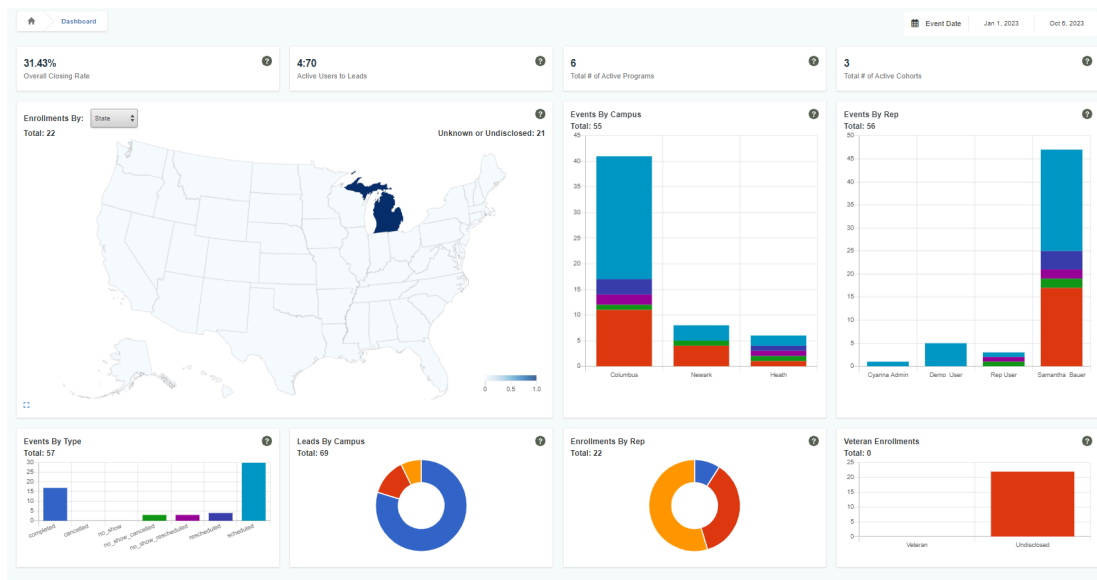 Dashboard
Event Date Jan 1, 2023 Oct 6, 2023
31.43%
Overall Closing Rate
4:70
Active Users to Leads
6
Total # of Active Programs
3
Total # of Active Cohorts
Enrollments By: State
Total: 22 Unknown or Undisclosed: 21
0 0.5 1.0
Events By Campus
Total: 55
45
40
35
30
25
20
15
10
5
0
Columbus Newark Heath
Events By Rep
Total: 56
50
45
40
35
30
25
20
15
10
5
0
Cyanna Admin Demo User Rep User Samantha Bauer
Events By Type
Total: 57
30
25
20
15
10
5
0
completed cancelled no_show no_show_cancelled no_show_rescheduled rescheduled scheduled
Leads By Campus
Total: 69
Enrollments By Rep
Total: 22
Veteran Enrollments
Total: 0
25
20
15
10
5
0
Veteran Undisclosed